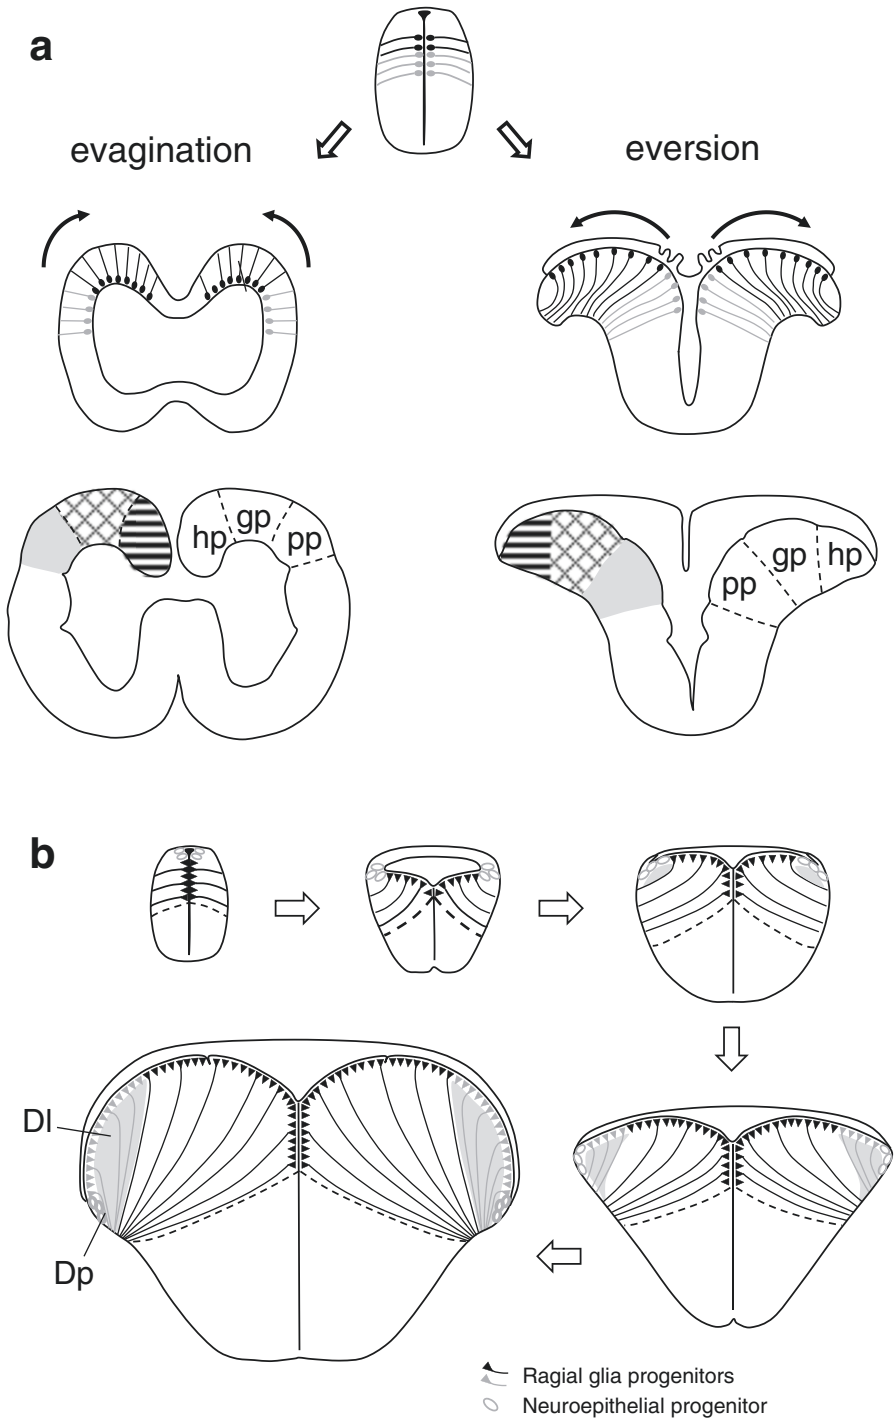 a
evagination
eversion
hp
gp
pp
pp
gp
hp
b
Dl
Dp
Ragial glia progenitors
Neuroepithelial progenitor